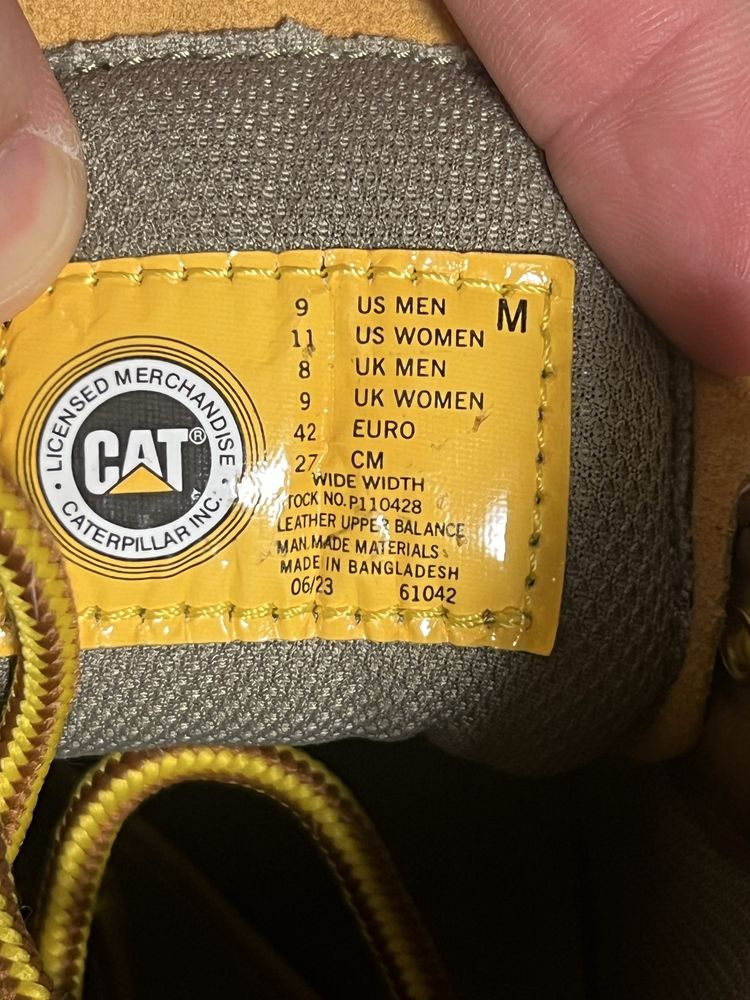 LICENSED MERCHANDISE
CAT®
CATERPILLAR INC.
9 US MEN M
11 US WOMEN
8 UK MEN
9 UK WOMEN
42 EURO
27 CM
WIDE WIDTH
TOCK NO. P110428
LEATHER UPPER BALANCE
MAN MADE MATERIALS
MADE IN BANGLADESH
06/23 61042